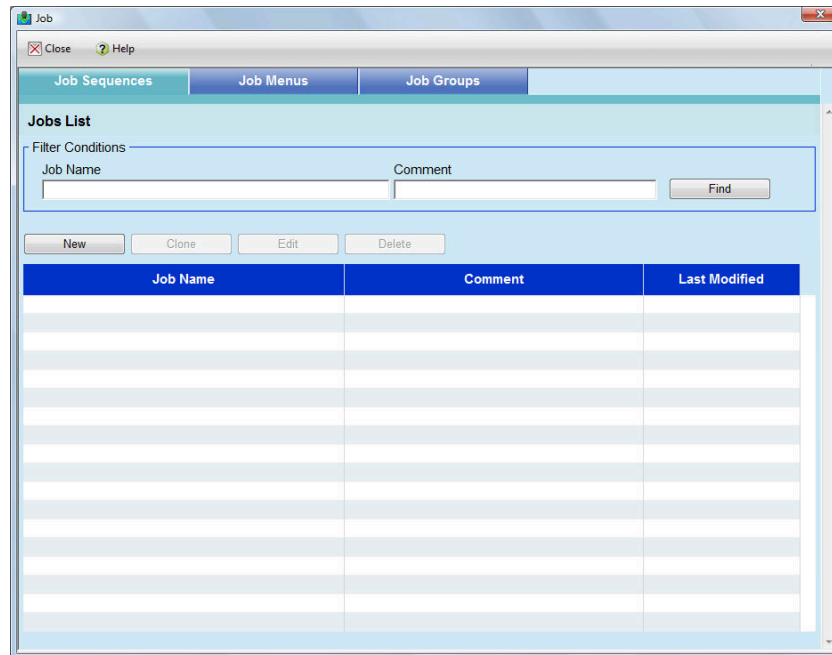 Job
Close Help
Job Sequences Job Menus Job Groups
Jobs List
Filter Conditions
Job Name Comment
Find
New Clone Edit Delete
Job Name Comment Last Modified